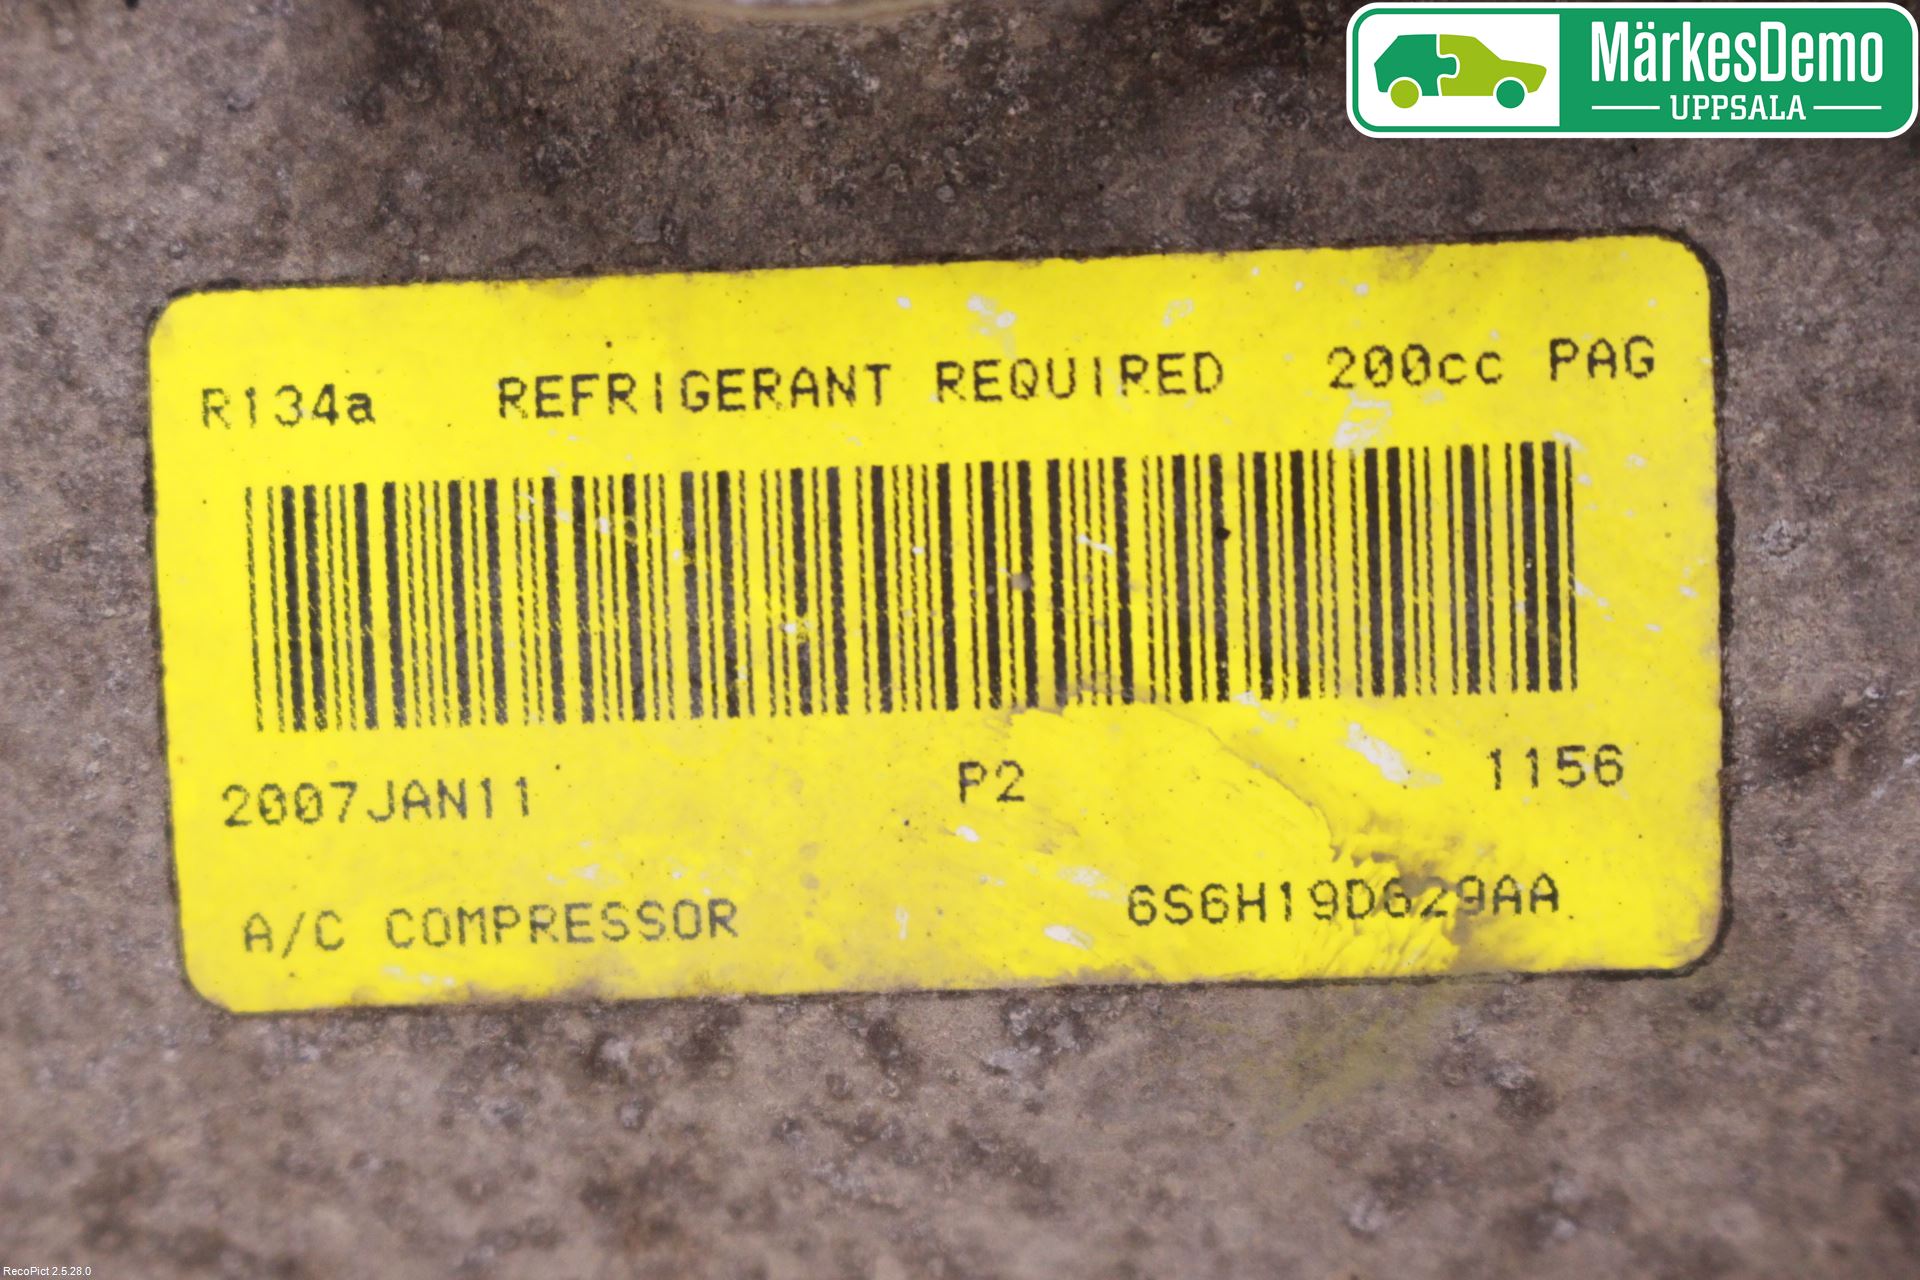 MärkesDemo
UPPSALA
R134a REFRIGERANT REQUIRED 200cc PAG
2007JAN11 P2 1156
A/C COMPRESSOR 6S6H19D629AA
RecoPict 2.5.28.0